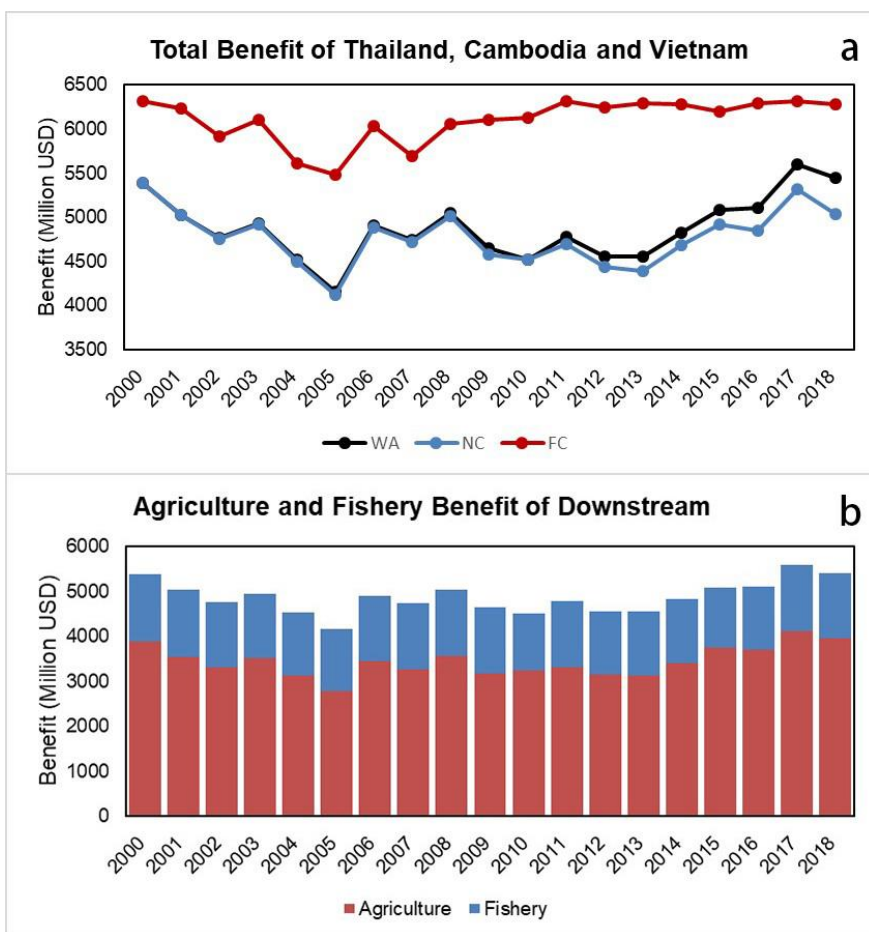 Total Benefit of Thailand, Cambodia and Vietnam
a
Benefit (Million USD)
6500
6000
5500
5000
4500
4000
3500
2000 2001 2002 2003 2004 2005 2006 2007 2008 2009 2010 2011 2012 2013 2014 2015 2016 2017 2018
WA NC FC
Agriculture and Fishery Benefit of Downstream
b
Benefit (Million USD)
6000
5000
4000
3000
2000
1000
0
2000 2001 2002 2003 2004 2005 2006 2007 2008 2009 2010 2011 2012 2013 2014 2015 2016 2017 2018
Agriculture Fishery